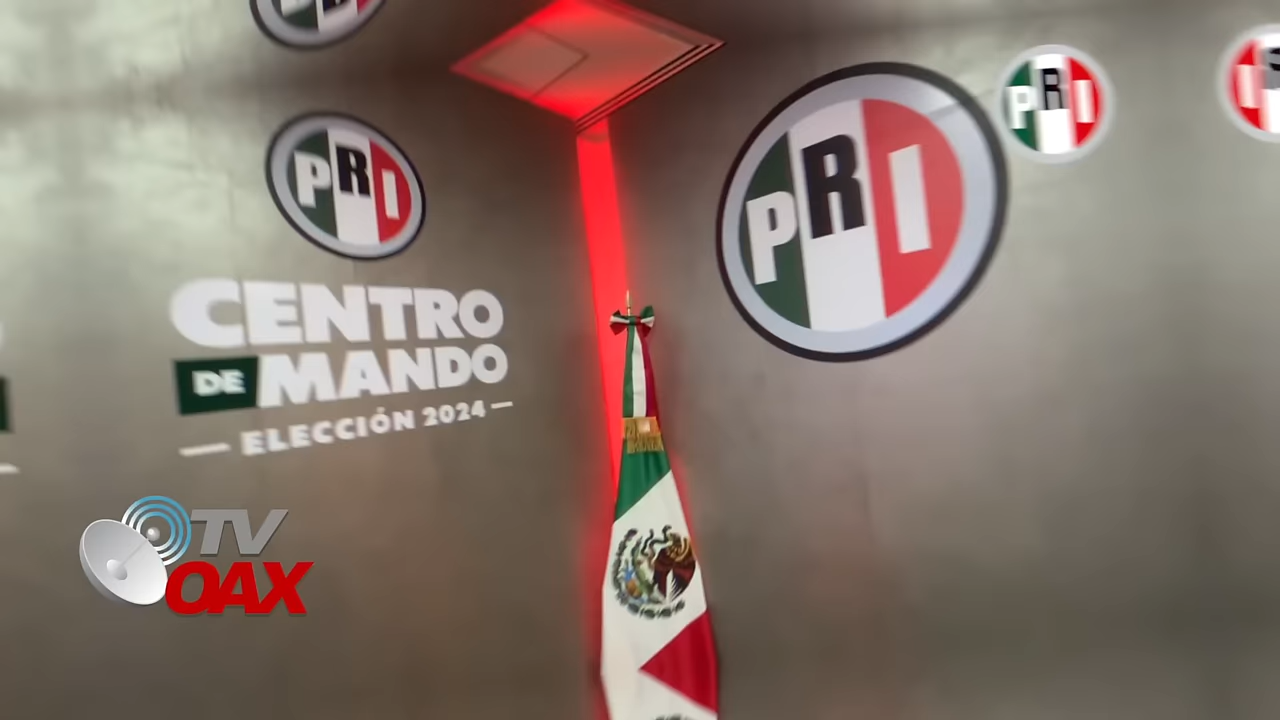 PRI
PRI
PRI
CENTRO
DE MANDO
ELECCIÓN 2024
TV
OAX